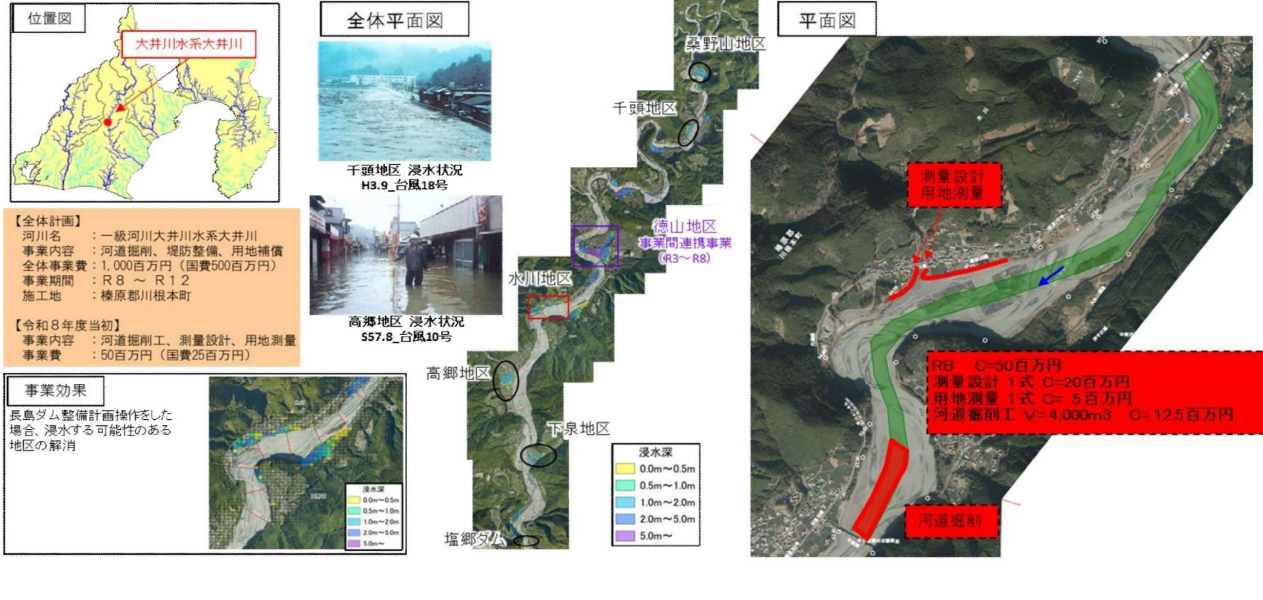 位置図
大井川水系大井川
【全体計画】
河川名　　：一級河川大井川水系大井川
事業内容　：河道掘削、堤防整備、用地補償
全体事業費：1,000百万円（国費500百万円）
事業期間　：Ｒ８　～　Ｒ１２
施工地　　：榛原郡川根本町
【令和８年度当初】
事業内容　：河道掘削工、測量設計、用地測量
事業費　　：50百万円（国費25百万円）
事業効果
長島ダム整備計画操作をした
場合、浸水する可能性のある
地区の解消
浸水深
0.0m～0.5m
0.5m～1.0m
1.0m～2.0m
2.0m～5.0m
5.0m～
全体平面図
千頭地区 浸水状況
H3.9_台風18号
高郷地区 浸水状況
S57.8_台風10号
桑野山地区
千頭地区
徳山地区
事業間連携事業
（R3～R8）
水川地区
高郷地区
下泉地区
塩郷ダム
浸水深
0.0m～0.5m
0.5m～1.0m
1.0m～2.0m
2.0m～5.0m
5.0m～
平面図
測量設計
用地測量
榛原郡
川根本町
R8　C=50百万円
測量設計 1式 C=20百万円
用地測量 1式 C= 5百万円
河道掘削工 V= 4,000m3　C= 12.5百万円
河道掘削